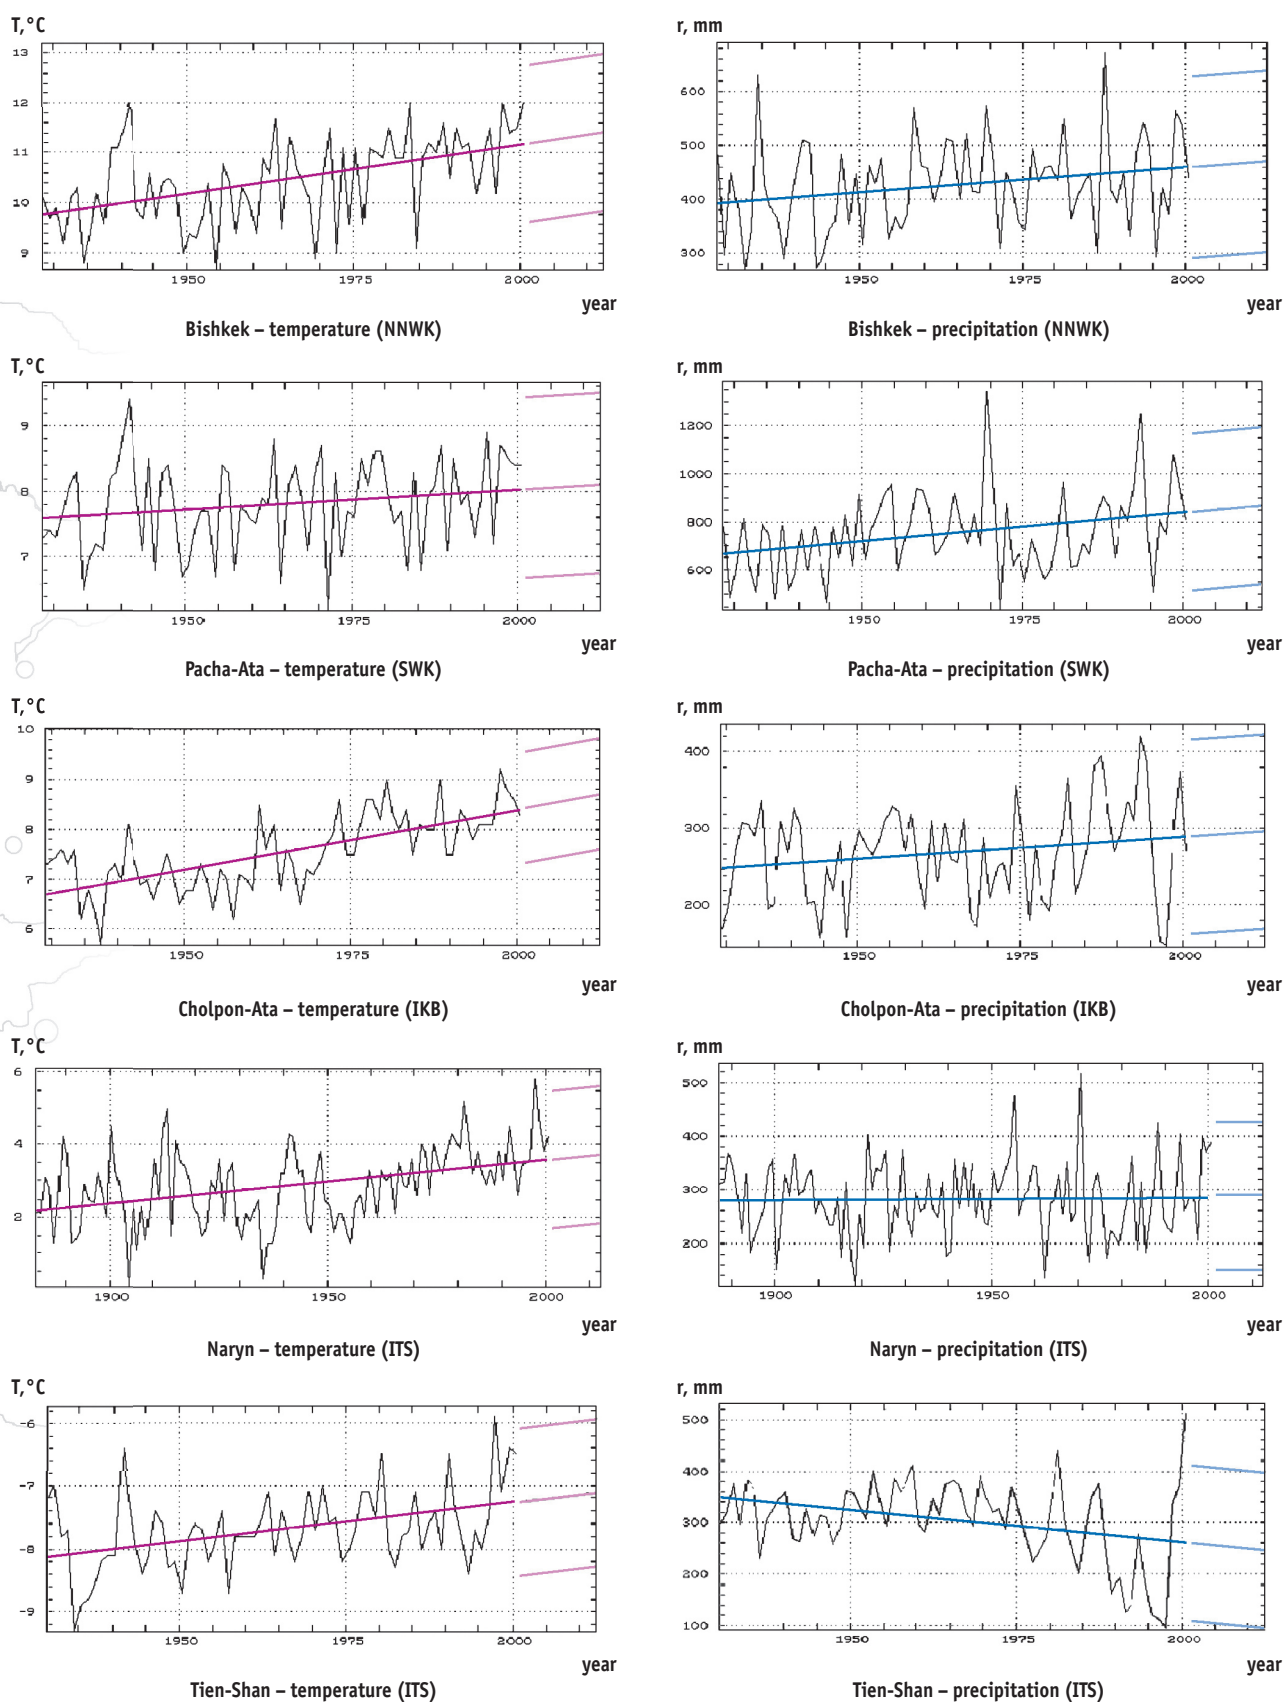 T,°C
r, mm
13
12
11
10
9
1950
1975
2000
year
600
500
400
300
1950
1975
2000
year
Bishkek – temperature (NNWK)
Bishkek – precipitation (NNWK)
T,°C
r, mm
9
8
7
1950
1975
2000
year
1200
1000
800
600
1950
1975
2000
year
Pacha-Ata – temperature (SWK)
Pacha-Ata – precipitation (SWK)
T,°C
r, mm
10
9
8
7
6
1950
1975
2000
year
400
300
200
1950
1975
2000
year
Cholpon-Ata – temperature (IKB)
Cholpon-Ata – precipitation (IKB)
T,°C
r, mm
6
4
2
1900
1950
2000
year
500
400
300
200
1900
1950
2000
year
Naryn – temperature (ITS)
Naryn – precipitation (ITS)
T,°C
r, mm
-6
-7
-8
-9
1950
1975
2000
year
500
400
300
200
100
1950
1975
2000
year
Tien-Shan – temperature (ITS)
Tien-Shan – precipitation (ITS)